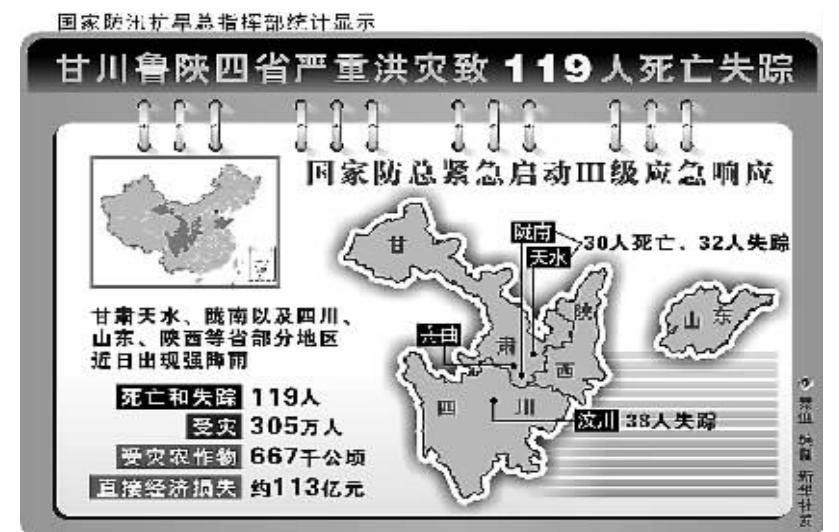 国家防汛抗旱总指挥部统计显示
甘川鲁陕四省严重洪灾致119人死亡失踪
国家防总紧急启动III级应急响应
甘肃天水、陇南以及四川、
山东、陕西等省部分地区
近日出现强降雨
死亡和失踪 119人
受灾 305万人
受灾农作物 667千公顷
直接经济损失 约113亿元
陇南
天水
30人死亡、32人失踪
甘
肃
陕
西
山东
四川
汶川 38人失踪
编制 新华社发